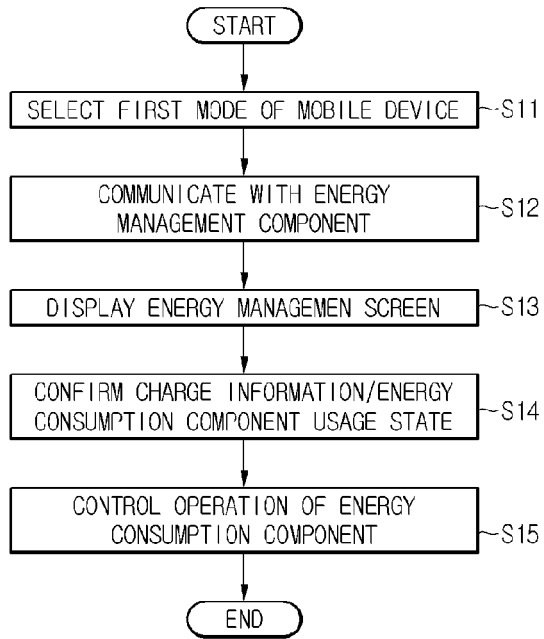 START
SELECT FIRST MODE OF MOBILE DEVICE
S11
COMMUNICATE WITH ENERGY
MANAGEMENT COMPONENT
S12
DISPLAY ENERGY MANAGEMEN SCREEN
S13
CONFIRM CHARGE INFORMATION/ENERGY
CONSUMPTION COMPONENT USAGE STATE
S14
CONTROL OPERATION OF ENERGY
CONSUMPTION COMPONENT
S15
END